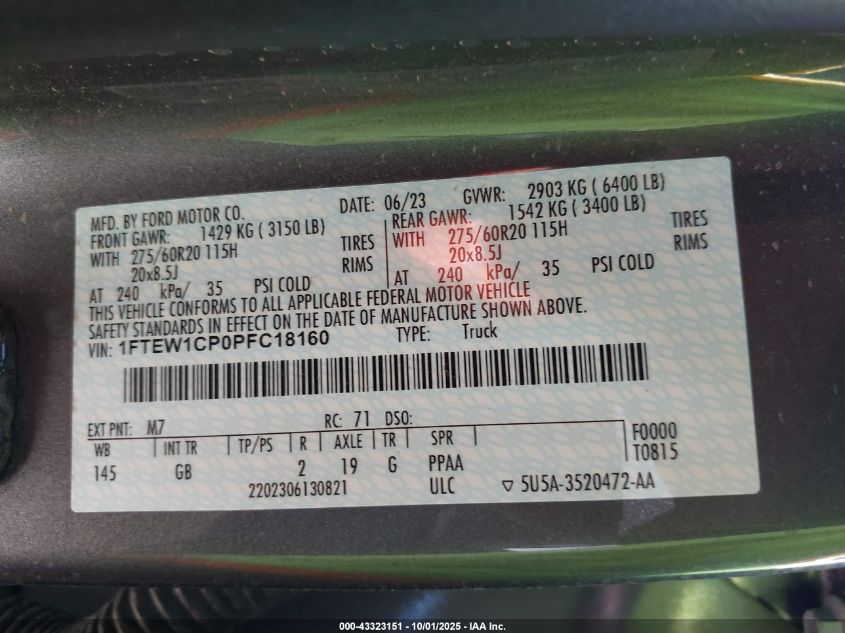 MFD. BY FORD MOTOR CO. DATE: 06/23 GVWR: 2903 KG ( 6400 LB)
FRONT GAWR: 1429 KG ( 3150 LB) REAR GAWR: 1542 KG ( 3400 LB)
WITH 275/60R20 115H TIRES WITH 275/60R20 115H TIRES
20x8.5J RIMS 20x8.5J RIMS
AT 240 kPa/ 35 PSI COLD AT 240 kPa/ 35 PSI COLD
THIS VEHICLE CONFORMS TO ALL APPLICABLE FEDERAL MOTOR VEHICLE
SAFETY STANDARDS IN EFFECT ON THE DATE OF MANUFACTURE SHOWN ABOVE.
VIN: 1FTEW1CP0PFC18160 TYPE: Truck
EXT PNT: M7 RC: 71 DSO: F0000
WB INT TR TP/PS R AXLE TR SPR T0815
145 GB 2 19 G PPAA
2202306130821 ULC ▽ 5U5A-3520472-AA
000-43323151 - 10/01/2025 - IAA Inc.